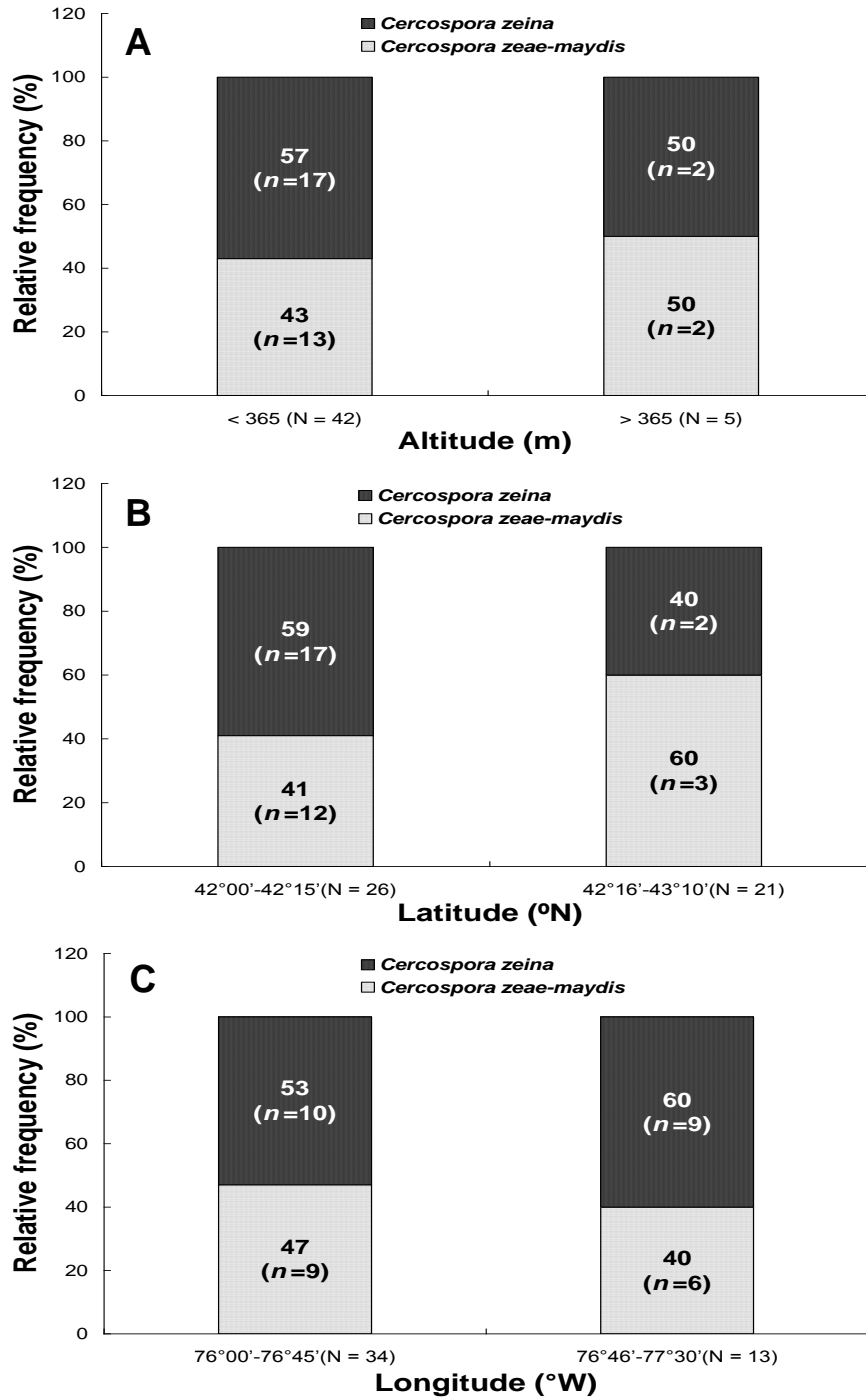 A
Cercospora zeina
Cercospora zeae-maydis
Relative frequency (%)
120
100
80
60
40
20
0
57
(n=17)
50
(n=2)
43
(n=13)
50
(n=2)
< 365 (N = 42)
> 365 (N = 5)
Altitude (m)
B
Cercospora zeina
Cercospora zeae-maydis
Relative frequency (%)
120
100
80
60
40
20
0
59
(n=17)
40
(n=2)
41
(n=12)
60
(n=3)
42°00’-42°15’(N = 26)
42°16’-43°10’(N = 21)
Latitude (ºN)
C
Cercospora zeina
Cercospora zeae-maydis
Relative frequency (%)
120
100
80
60
40
20
0
53
(n=10)
60
(n=9)
47
(n=9)
40
(n=6)
76°00’-76°45’(N = 34)
76°46’-77°30’(N = 13)
Longitude (°W)